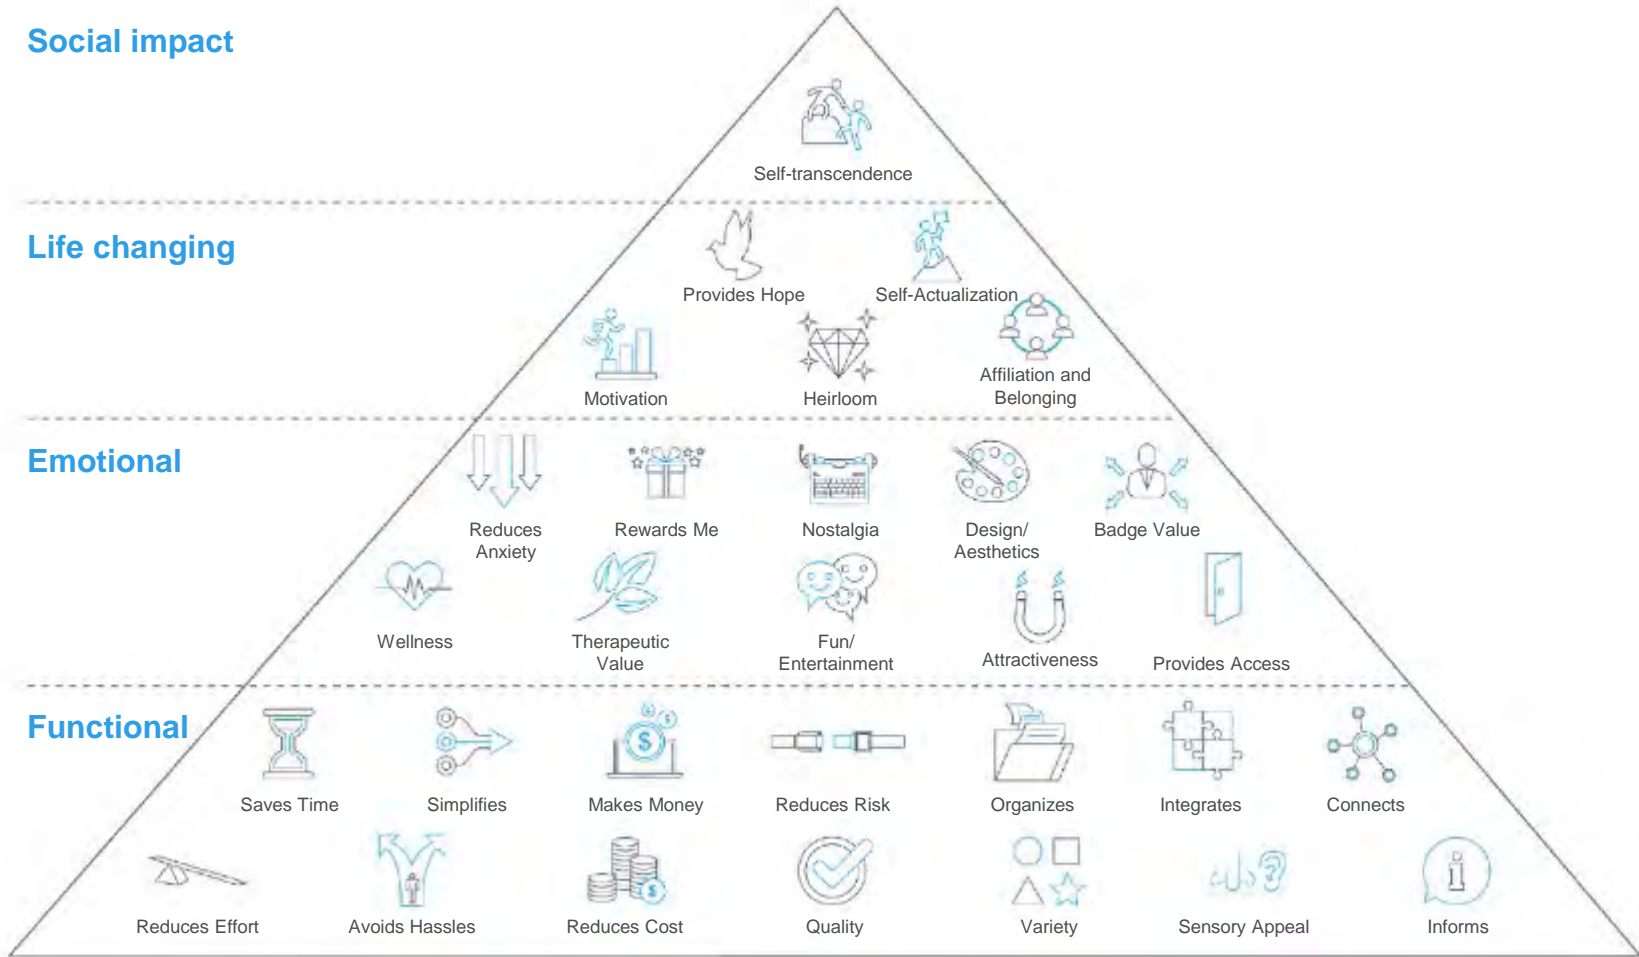 Social impact
Self-transcendence
Life changing
Provides Hope
Self-Actualization
Motivation
Heirloom
Affiliation and
Belonging
Emotional
Reduces
Anxiety
Rewards Me
Nostalgia
Design/
Aesthetics
Badge Value
Wellness
Therapeutic
Value
Fun/
Entertainment
Attractiveness
Provides Access
Functional
$
Saves Time
Simplifies
Makes Money
Reduces Risk
Organizes
Integrates
Connects
$
i
Reduces Effort
Avoids Hassles
Reduces Cost
Quality
Variety
Sensory Appeal
Informs